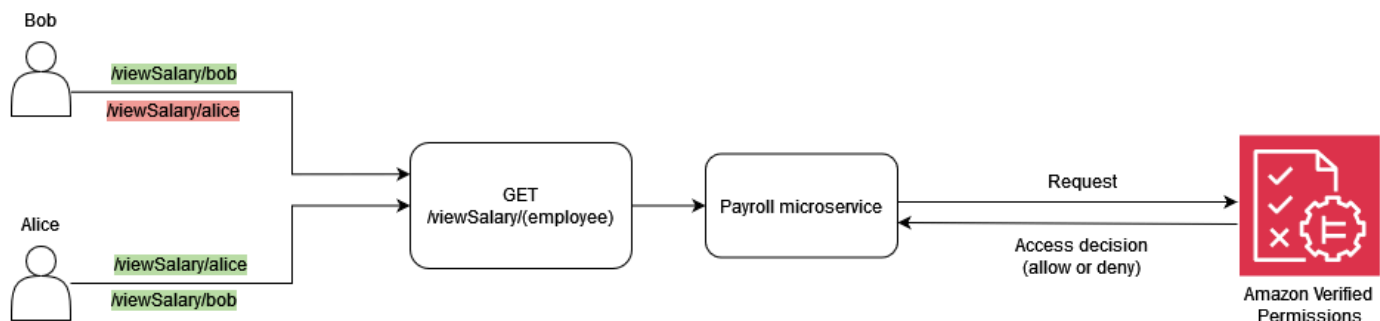 Bob
/viewSalary/bob
/viewSalary/alice
Alice
/viewSalary/alice
/viewSalary/bob
GET
/viewSalary/(employee)
Payroll microservice
Request
Access decision
(allow or deny)
Amazon Verified
Permissions